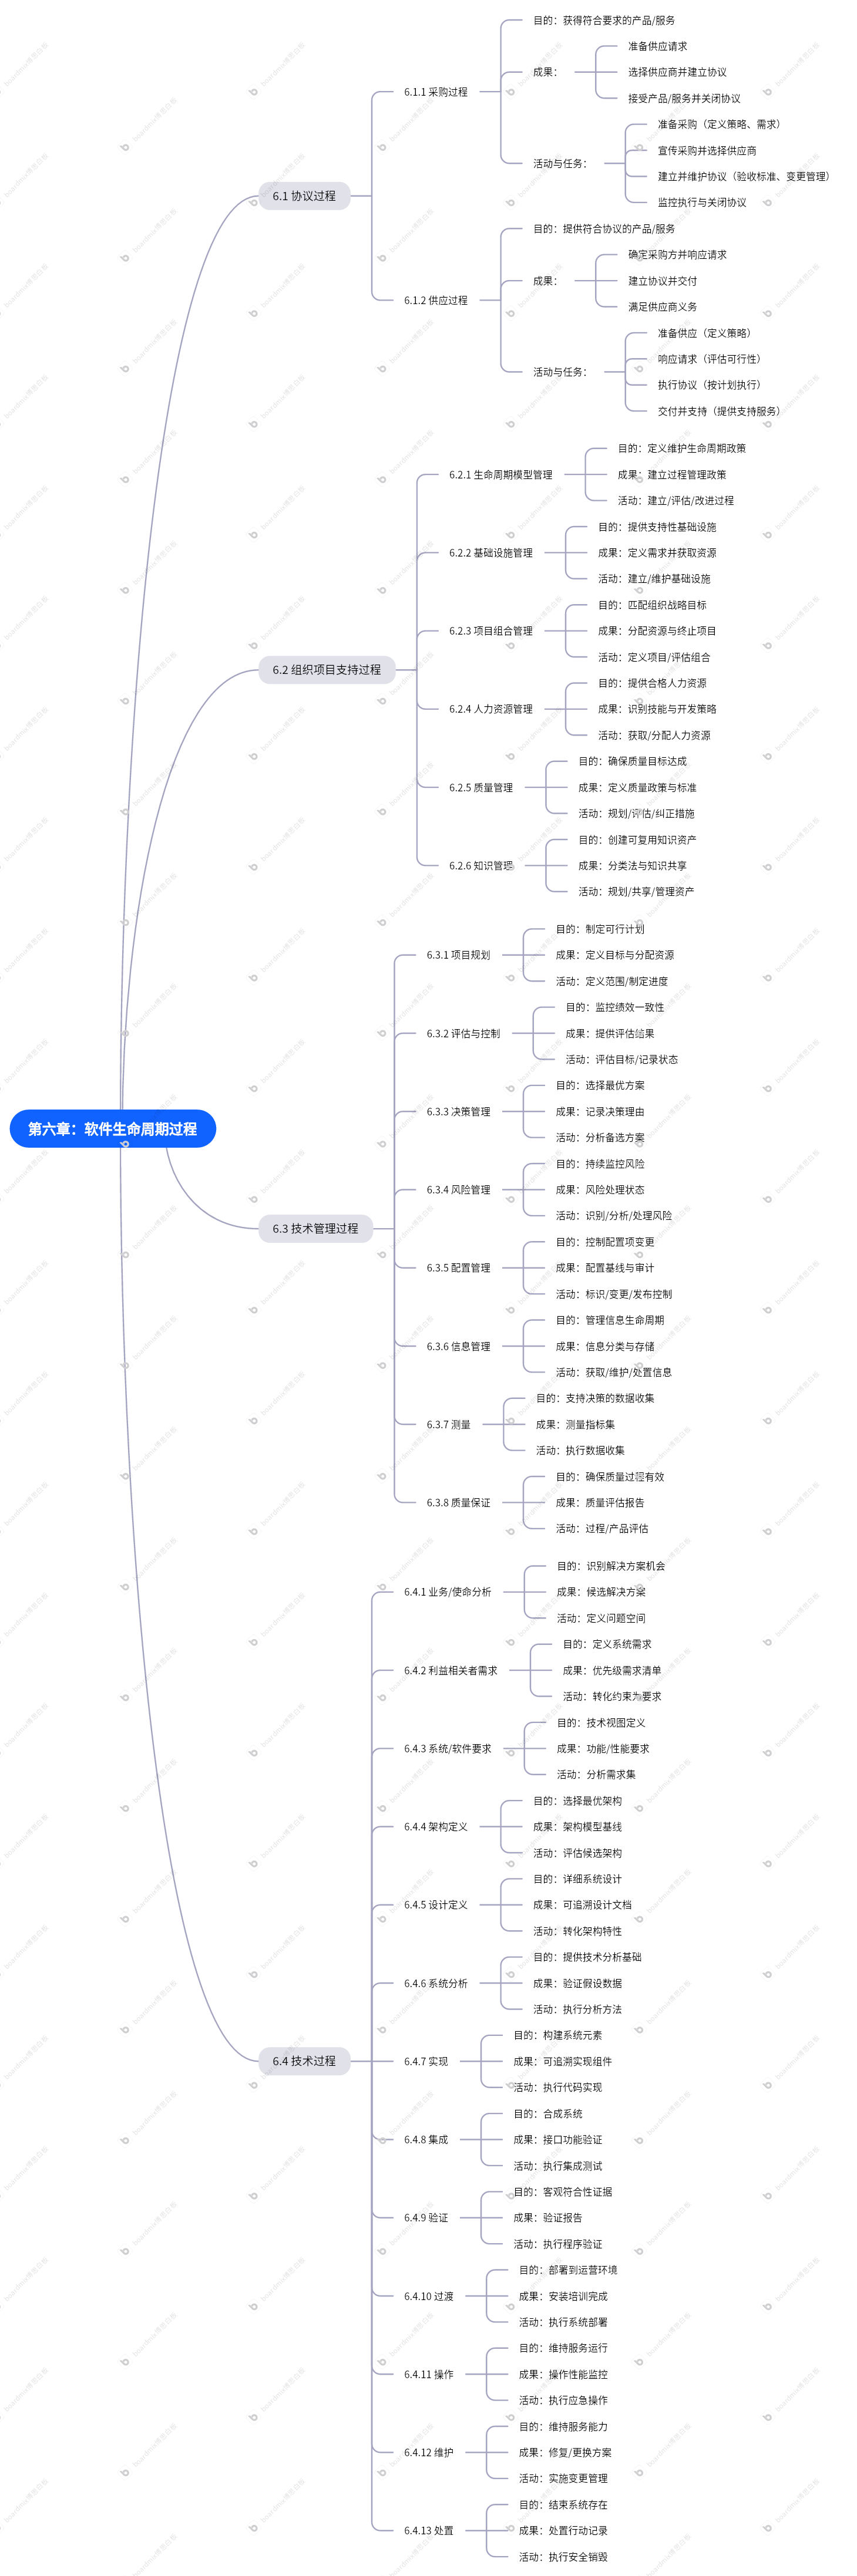 第六章：软件生命周期过程
6.1 协议过程
6.1.1 采购过程
目的：获得符合要求的产品/服务
成果：
准备供应请求
选择供应商并建立协议
接受产品/服务并关闭协议
活动与任务：
准备采购（定义策略、需求）
宣传采购并选择供应商
建立并维护协议（验收标准、变更管理）
监控执行与关闭协议
6.1.2 供应过程
目的：提供符合协议的产品/服务
成果：
确定采购方并响应请求
建立协议并交付
满足供应商义务
活动与任务：
准备供应（定义策略）
响应请求（评估可行性）
执行协议（按计划执行）
交付并支持（提供支持服务）
6.2 组织项目支持过程
6.2.1 生命周期模型管理
目的：定义维护生命周期政策
成果：建立过程管理政策
活动：建立/评估/改进过程
6.2.2 基础设施管理
目的：提供支持性基础设施
成果：定义需求并获取资源
活动：建立/维护基础设施
6.2.3 项目组合管理
目的：匹配组织战略目标
成果：分配资源与终止项目
活动：定义项目/评估组合
6.2.4 人力资源管理
目的：提供合格人力资源
成果：识别技能与开发策略
活动：获取/分配人力资源
6.2.5 质量管理
目的：确保质量目标达成
成果：定义质量政策与标准
活动：规划/评估/纠正措施
6.2.6 知识管理
目的：创建可复用知识资产
成果：分类法与知识共享
活动：规划/共享/管理资产
6.3 技术管理过程
6.3.1 项目规划
目的：制定可行计划
成果：定义目标与分配资源
活动：定义范围/制定进度
6.3.2 评估与控制
目的：监控绩效一致性
成果：提供评估结果
活动：评估目标/记录状态
6.3.3 决策管理
目的：选择最优方案
成果：记录决策理由
活动：分析备选方案
6.3.4 风险管理
目的：持续监控风险
成果：风险处理状态
活动：识别/分析/处理风险
6.3.5 配置管理
目的：控制配置项变更
成果：配置基线与审计
活动：标识/变更/发布控制
6.3.6 信息管理
目的：管理信息生命周期
成果：信息分类与存储
活动：获取/维护/处置信息
6.3.7 测量
目的：支持决策的数据收集
成果：测量指标集
活动：执行数据收集
6.3.8 质量保证
目的：确保质量过程有效
成果：质量评估报告
活动：过程/产品评估
6.4 技术过程
6.4.1 业务/使命分析
目的：识别解决方案机会
成果：候选解决方案
活动：定义问题空间
6.4.2 利益相关者需求
目的：定义系统需求
成果：优先级需求清单
活动：转化约束为要求
6.4.3 系统/软件要求
目的：技术视图定义
成果：功能/性能要求
活动：分析需求集
6.4.4 架构定义
目的：选择最优架构
成果：架构模型基线
活动：评估候选架构
6.4.5 设计定义
目的：详细系统设计
成果：可追溯设计文档
活动：转化架构特性
6.4.6 系统分析
目的：提供技术分析基础
成果：验证假设数据
活动：执行分析方法
6.4.7 实现
目的：构建系统元素
成果：可追溯实现组件
活动：执行代码实现
6.4.8 集成
目的：合成系统
成果：接口功能验证
活动：执行集成测试
6.4.9 验证
目的：客观符合性证据
成果：验证报告
活动：执行程序验证
6.4.10 过渡
目的：部署到运营环境
成果：安装培训完成
活动：执行系统部署
6.4.11 操作
目的：维持服务运行
成果：操作性能监控
活动：执行应急操作
6.4.12 维护
目的：维持服务能力
成果：修复/更换方案
活动：实施变更管理
6.4.13 处置
目的：结束系统存在
成果：处置行动记录
活动：执行安全销毁